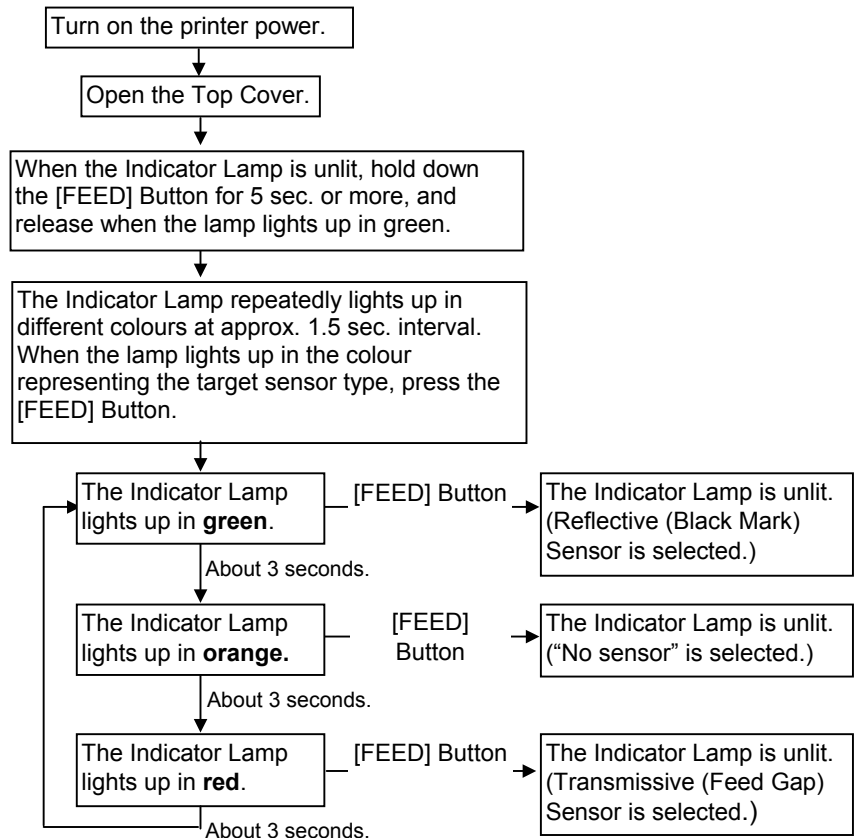 Turn on the printer power.
Open the Top Cover.
When the Indicator Lamp is unlit, hold down
the [FEED] Button for 5 sec. or more, and
release when the lamp lights up in green.
The Indicator Lamp repeatedly lights up in
different colours at approx. 1.5 sec. interval.
When the lamp lights up in the colour
representing the target sensor type, press the
[FEED] Button.
The Indicator Lamp
lights up in green.
[FEED] Button
The Indicator Lamp is unlit.
(Reflective (Black Mark)
Sensor is selected.)
About 3 seconds.
The Indicator Lamp
lights up in orange.
[FEED]
Button
The Indicator Lamp is unlit.
(“No sensor” is selected.)
About 3 seconds.
The Indicator Lamp
lights up in red.
[FEED] Button
The Indicator Lamp is unlit.
(Transmissive (Feed Gap)
Sensor is selected.)
About 3 seconds.